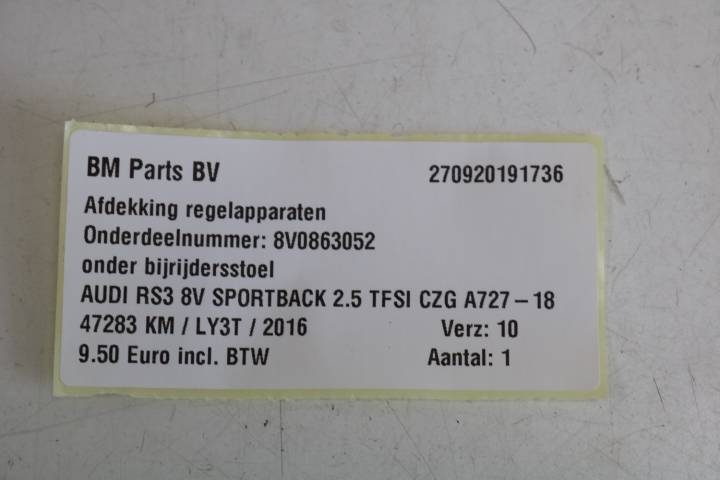 BM Parts BV 270920191736
Afdekking regelapparaten
Onderdeelnummer: 8V0863052
onder bijrijdersstoel
AUDI RS3 8V SPORTBACK 2.5 TFSI CZG A727-18
47283 KM / LY3T / 2016 Verz: 10
9.50 Euro incl. BTW Aantal: 1